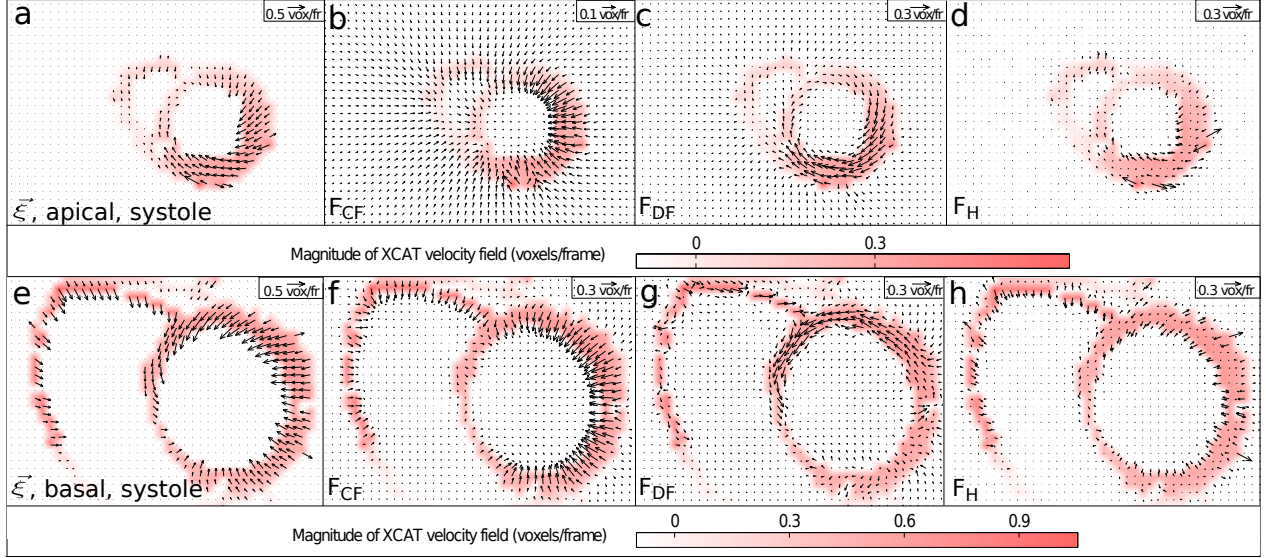 a
0.5 vox/fr
b
0.1 vox/fr
c
0.3 vox/fr
d
0.3 vox/fr
ξ, apical, systole
F_CF
F_DF
F_H
Magnitude of XCAT velocity field (voxels/frame)
0 0.3
e
0.5 vox/fr
f
0.3 vox/fr
g
0.3 vox/fr
h
0.3 vox/fr
ξ, basal, systole
F_CF
F_DF
F_H
Magnitude of XCAT velocity field (voxels/frame)
0 0.3 0.6 0.9